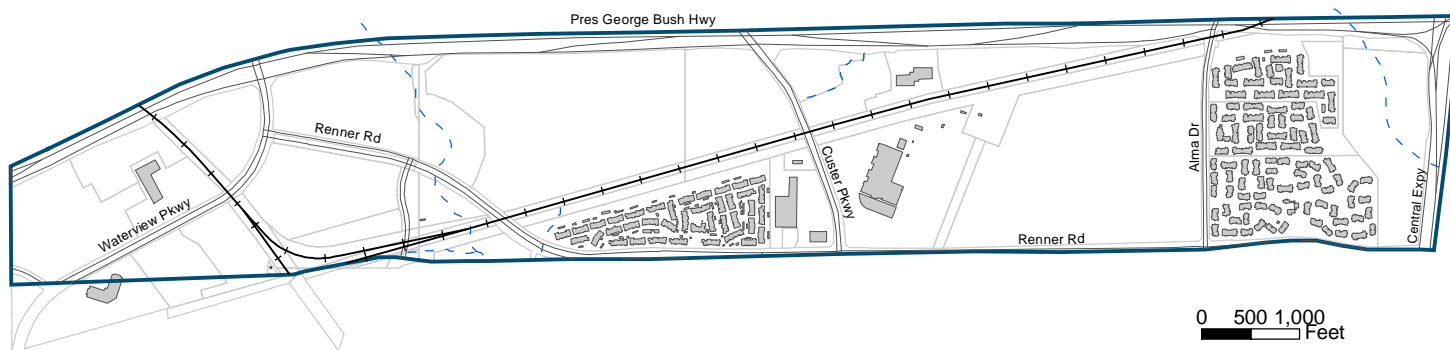 Pres George Bush Hwy
Renner Rd
Waterview Pkwy
Custer Pkwy
Alma Dr
Central Expy
Renner Rd
0 500 1,000
Feet